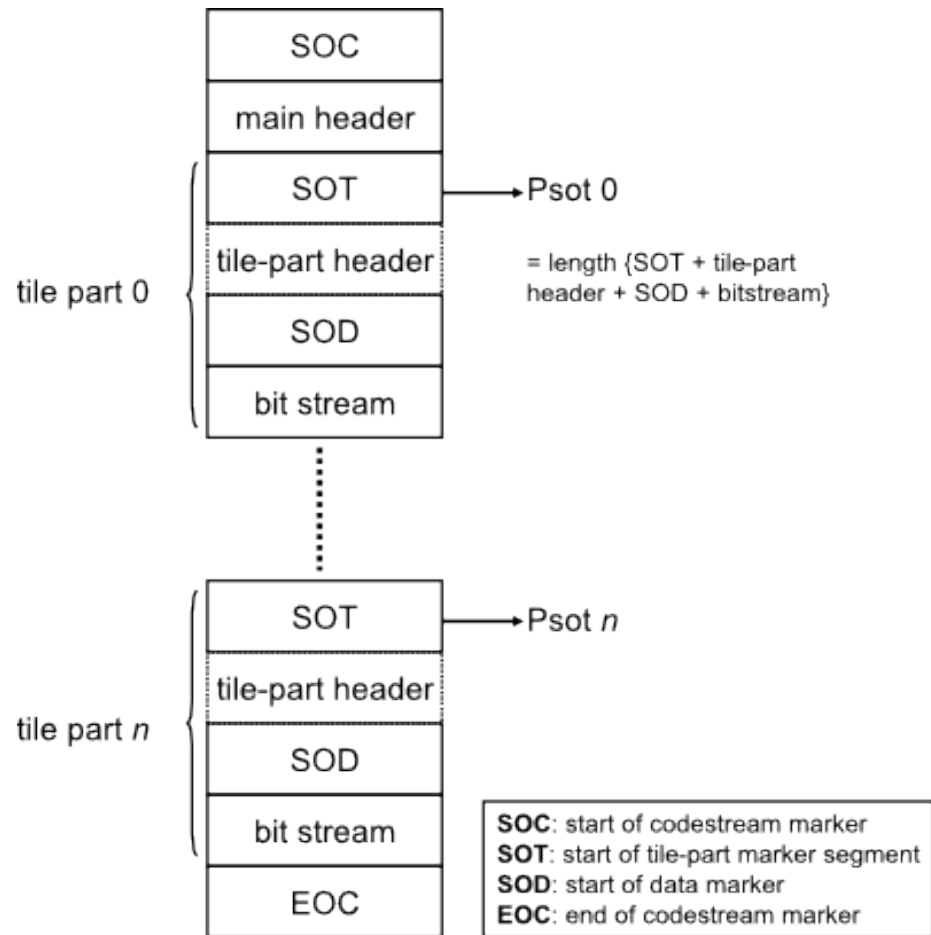 SOC
main header
SOT
Psot 0
tile-part header
= length {SOT + tile-part
header + SOD + bitstream}
tile part 0
SOD
bit stream
SOT
Psot n
tile-part header
tile part n
SOD
bit stream
EOC
SOC: start of codestream marker
SOT: start of tile-part marker segment
SOD: start of data marker
EOC: end of codestream marker